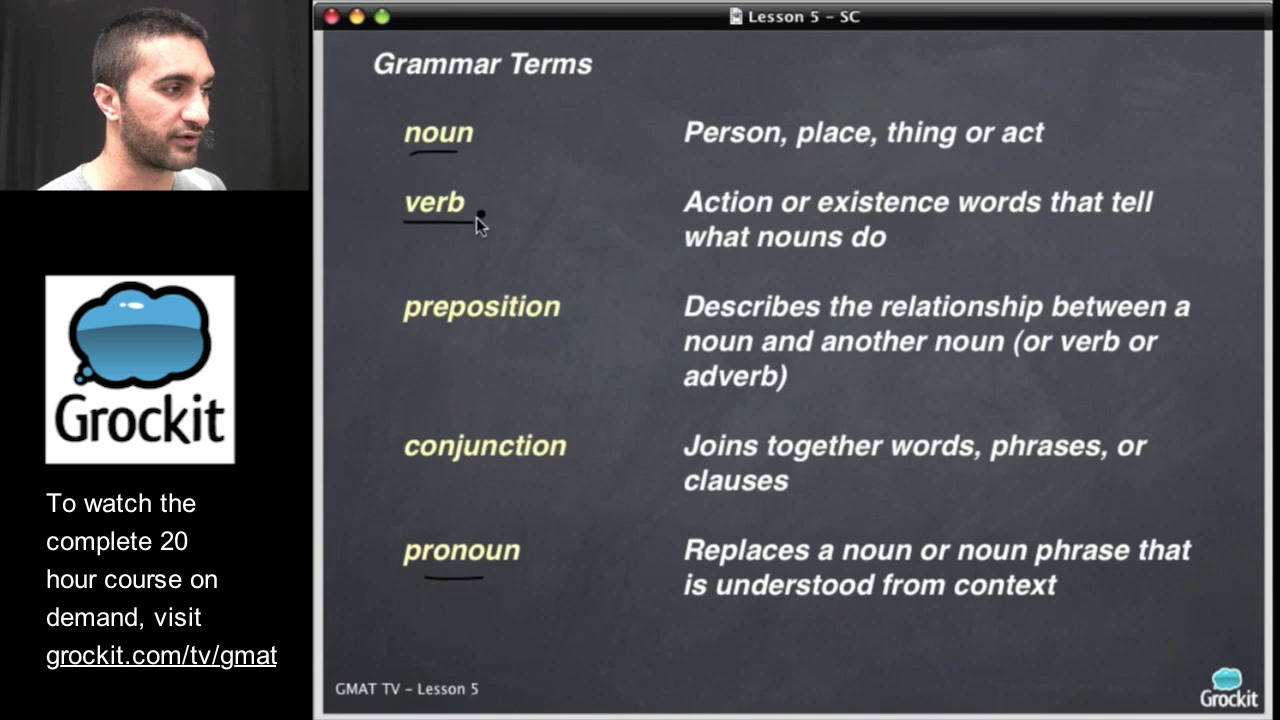 Lesson 5 - SC
Grammar Terms
noun
Person, place, thing or act
verb
Action or existence words that tell
what nouns do
preposition
Describes the relationship between a
noun and another noun (or verb or
adverb)
conjunction
Joins together words, phrases, or
clauses
pronoun
Replaces a noun or noun phrase that
is understood from context
GMAT TV – Lesson 5
Grockit
Grockit
To watch the
complete 20
hour course on
demand, visit
grockit.com/tv/gmat